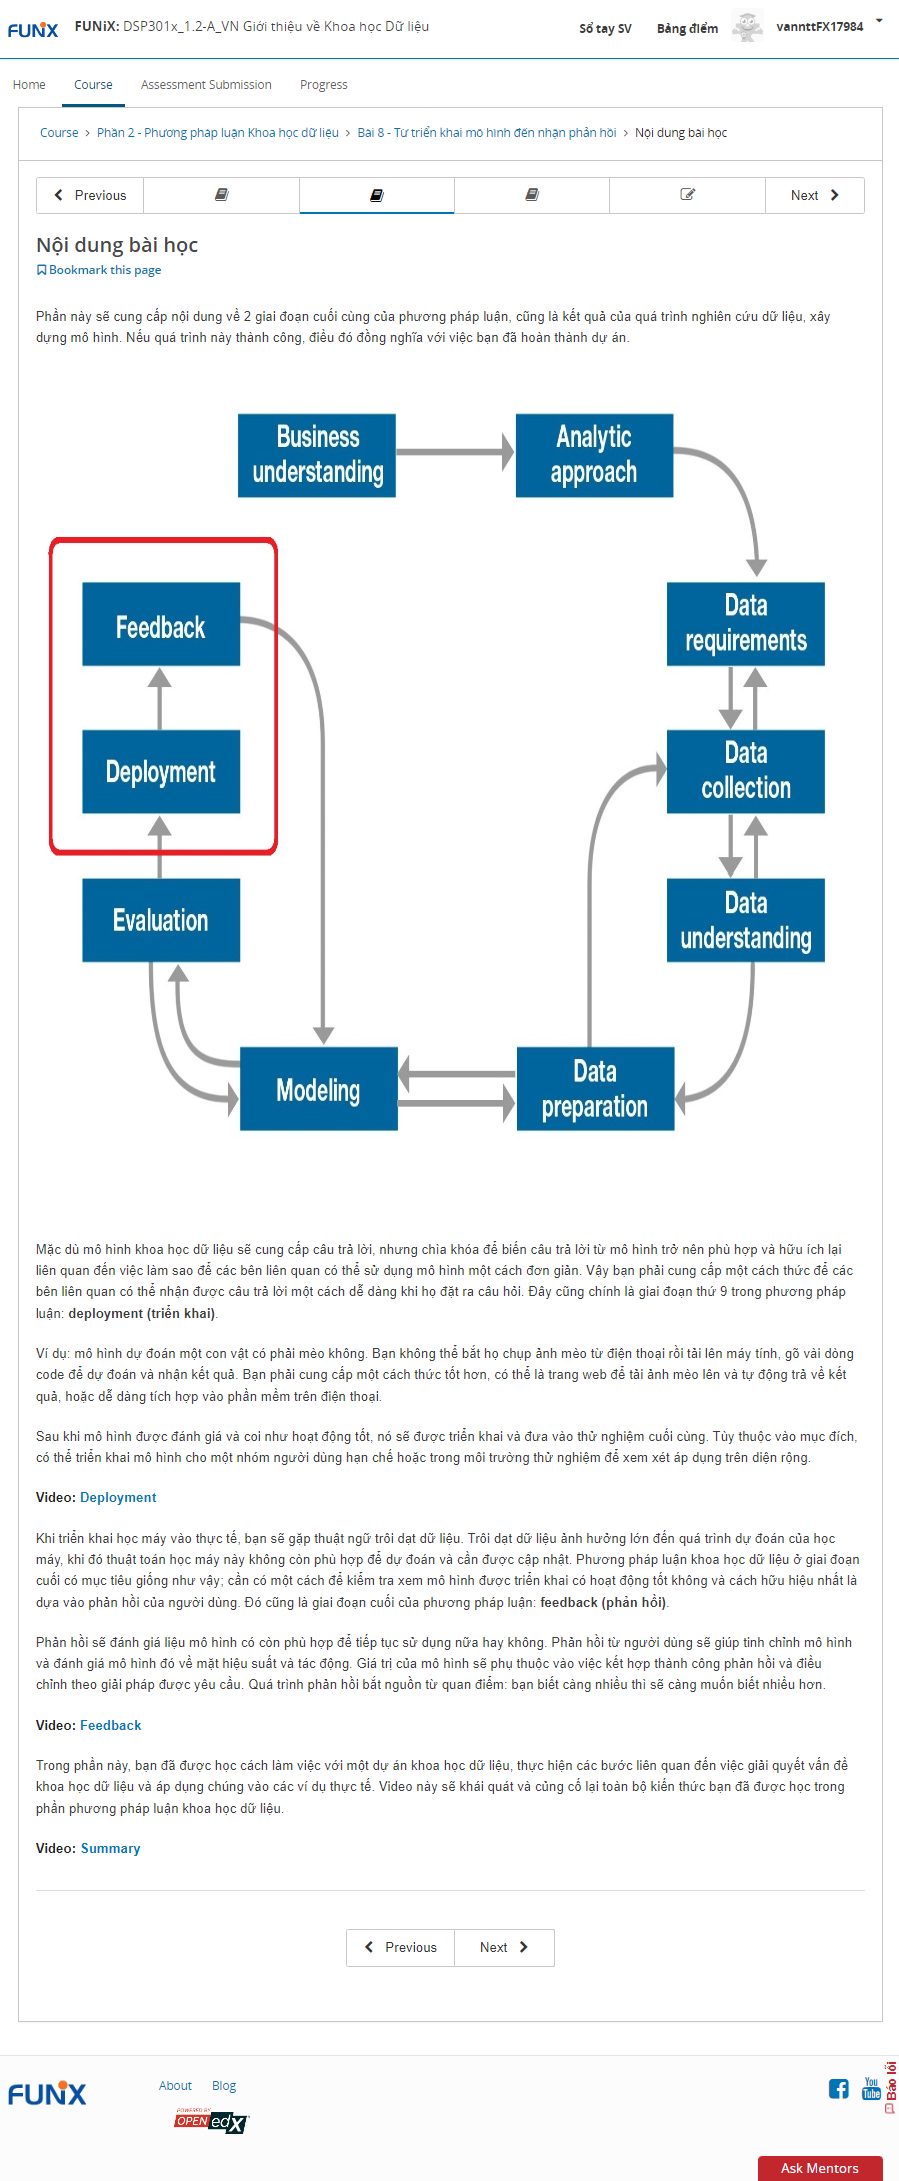 FUNiX
FUNiX: DSP301x_1.2-A_VN Giới thiệu về Khoa học Dữ liệu
Sổ tay SV
Bảng điểm
vannttFX17984
Home
Course
Assessment Submission
Progress
Course > Phần 2 - Phương pháp luận Khoa học dữ liệu > Bài 8 - Từ triển khai mô hình đến nhận phản hồi > Nội dung bài học
Previous
Next
Nội dung bài học
Bookmark this page
Phần này sẽ cung cấp nội dung về 2 giai đoạn cuối cùng của phương pháp luận, cũng là kết quả của quá trình nghiên cứu dữ liệu, xây
dựng mô hình. Nếu quá trình này thành công, điều đó đồng nghĩa với việc bạn đã hoàn thành dự án.
Business
understanding
Analytic
approach
Feedback
Data
requirements
Deployment
Data
collection
Evaluation
Data
understanding
Modeling
Data
preparation
Mặc dù mô hình khoa học dữ liệu sẽ cung cấp câu trả lời, nhưng chìa khóa để biến câu trả lời từ mô hình trở nên phù hợp và hữu ích lại
liên quan đến việc làm sao để các bên liên quan có thể sử dụng mô hình một cách đơn giản. Vậy bạn phải cung cấp một cách thức để các
bên liên quan có thể nhận được câu trả lời một cách dễ dàng khi họ đặt ra câu hỏi. Đây cũng chính là giai đoạn thứ 9 trong phương pháp
luận: deployment (triển khai).
Ví dụ: mô hình dự đoán một con vật có phải mèo không. Bạn không thể bắt họ chụp ảnh mèo từ điện thoại rồi tải lên máy tính, gõ vài dòng
code để dự đoán và nhận kết quả. Bạn phải cung cấp một cách thức tốt hơn, có thể là trang web để tải ảnh mèo lên và tự động trả về kết
quả, hoặc dễ dàng tích hợp vào phần mềm trên điện thoại.
Sau khi mô hình được đánh giá và coi như hoạt động tốt, nó sẽ được triển khai và đưa vào thử nghiệm cuối cùng. Tùy thuộc vào mục đích,
có thể triển khai mô hình cho một nhóm người dùng hạn chế hoặc trong môi trường thử nghiệm để xem xét áp dụng trên diện rộng.
Video: Deployment
Khi triển khai học máy vào thực tế, bạn sẽ gặp thuật ngữ trôi dạt dữ liệu. Trôi dạt dữ liệu ảnh hưởng lớn đến quá trình dự đoán của học
máy, khi đó thuật toán học máy này không còn phù hợp để dự đoán và cần được cập nhật. Phương pháp luận khoa học dữ liệu ở giai đoạn
cuối có mục tiêu giống như vậy; cần có một cách để kiểm tra xem mô hình được triển khai có hoạt động tốt không và cách hữu hiệu nhất là
dựa vào phản hồi của người dùng. Đó cũng là giai đoạn cuối của phương pháp luận: feedback (phản hồi).
Phản hồi sẽ đánh giá liệu mô hình có còn phù hợp để tiếp tục sử dụng nữa hay không. Phản hồi từ người dùng sẽ giúp tinh chỉnh mô hình
và đánh giá mô hình đó về mặt hiệu suất và tác động. Giá trị của mô hình sẽ phụ thuộc vào việc kết hợp thành công phản hồi và điều
chỉnh theo giải pháp được yêu cầu. Quá trình phản hồi bắt nguồn từ quan điểm: bạn biết càng nhiều thì sẽ càng muốn biết nhiều hơn.
Video: Feedback
Trong phần này, bạn đã được học cách làm việc với một dự án khoa học dữ liệu, thực hiện các bước liên quan đến việc giải quyết vấn đề
khoa học dữ liệu và áp dụng chúng vào các ví dụ thực tế. Video này sẽ khái quát và củng cố lại toàn bộ kiến thức bạn đã được học trong
phần phương pháp luận khoa học dữ liệu.
Video: Summary
Previous
Next
FUNiX
About
Blog
POWERED BY
OPEN edX
You
Tube
Báo lỗi
Ask Mentors